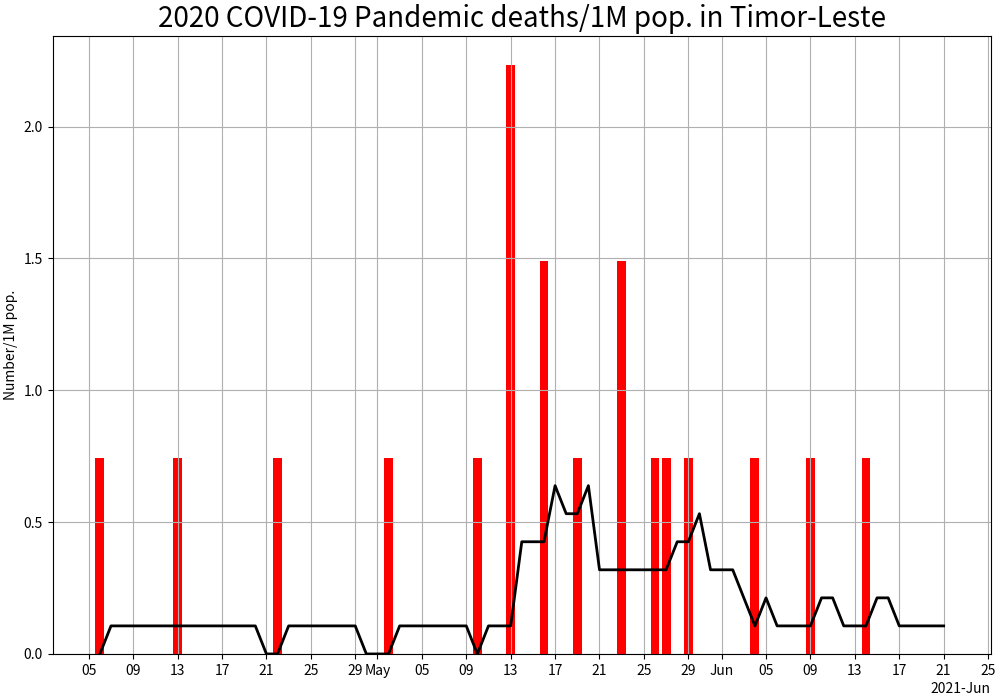 2020 COVID-19 Pandemic deaths/1M pop. in Timor-Leste
Number/1M pop.
2.0
1.5
1.0
0.5
0.0
05 09 13 17 21 25 29 May 05 09 13 17 21 25 29 Jun 05 09 13 17 21 25
2021-Jun